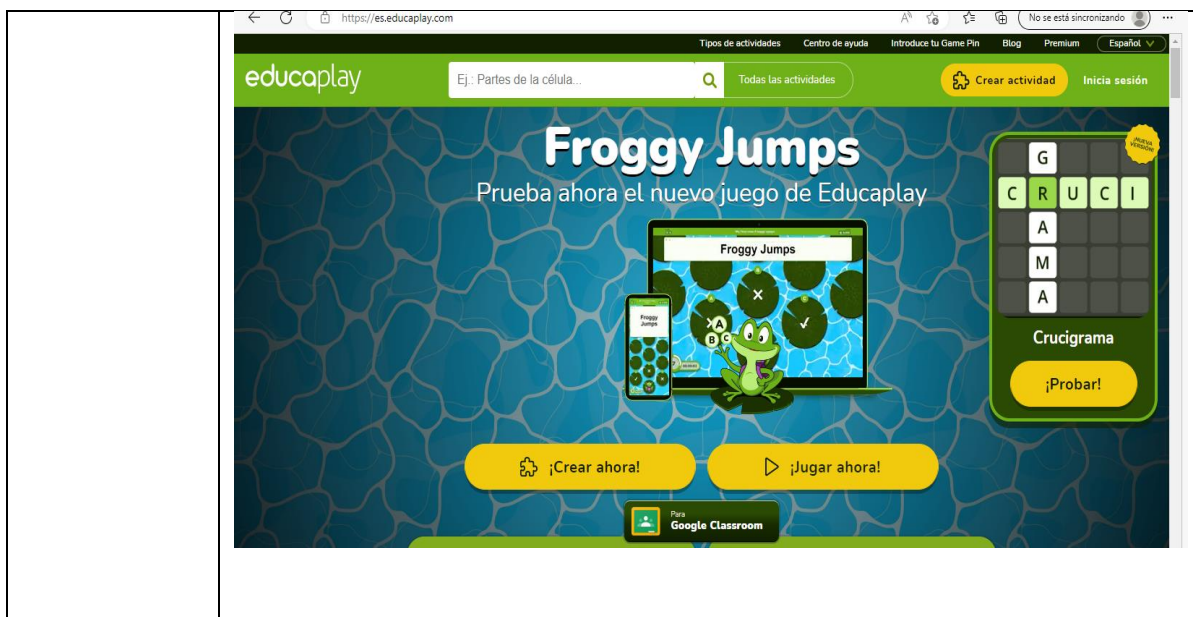 https://es.educaplay.com
No se está sincronizando
Tipos de actividades Centro de ayuda Introduce tu Game Pin Blog Premium Español
educaplay
Ej.: Partes de la célula...
Todas las actividades
Crear actividad
Inicia sesión
Froggy Jumps
Prueba ahora el nuevo juego de Educaplay
¡NUEVA
VERSIÓN!
G
C R U C I
A
M
A
Crucigrama
¡Probar!
Froggy Jumps
Froggy
Jumps
A
B C
¡Crear ahora!
¡Jugar ahora!
Para
Google Classroom